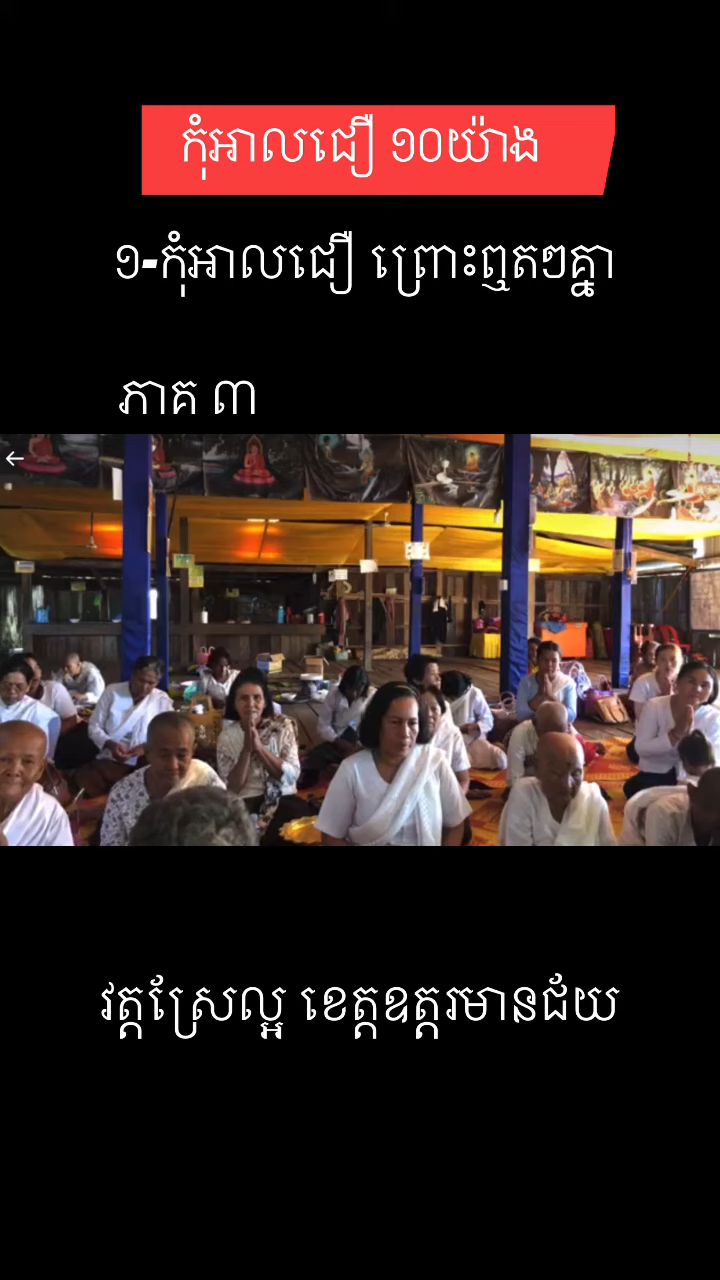 កុំអាលជឿ ១០យ៉ាង
១-កុំអាលជឿ ព្រោះឮតៗគ្នា
ភាគ ៣
វត្តស្រែល្អ ខេត្តឧត្តរមានជ័យ